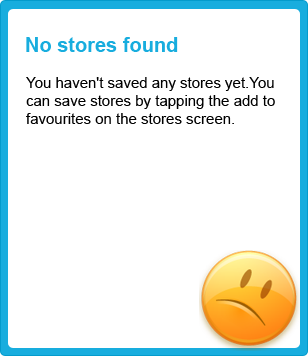 No stores found
You haven't saved any stores yet.You
can save stores by tapping the add to
favourites on the stores screen.